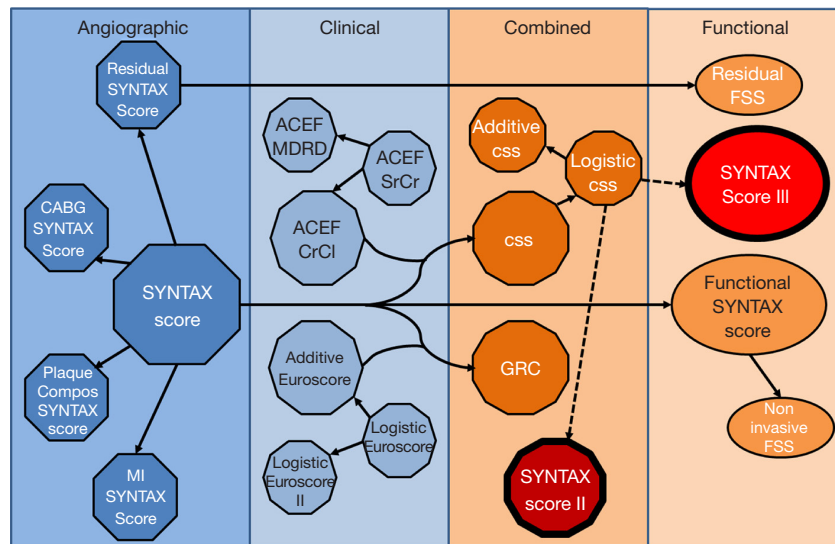 Angiographic
Clinical
Combined
Functional
Residual
SYNTAX
Score
CABG
SYNTAX
Score
SYNTAX
score
Plaque
Compos
SYNTAX
score
MI
SYNTAX
Score
ACEF
MDRD
ACEF
SrCr
ACEF
CrCl
Additive
Euroscore
Logistic
Euroscore
Logistic
Euroscore
II
Additive
css
Logistic
css
css
GRC
SYNTAX
score II
Residual
FSS
SYNTAX
Score III
Functional
SYNTAX
score
Non
invasive
FSS